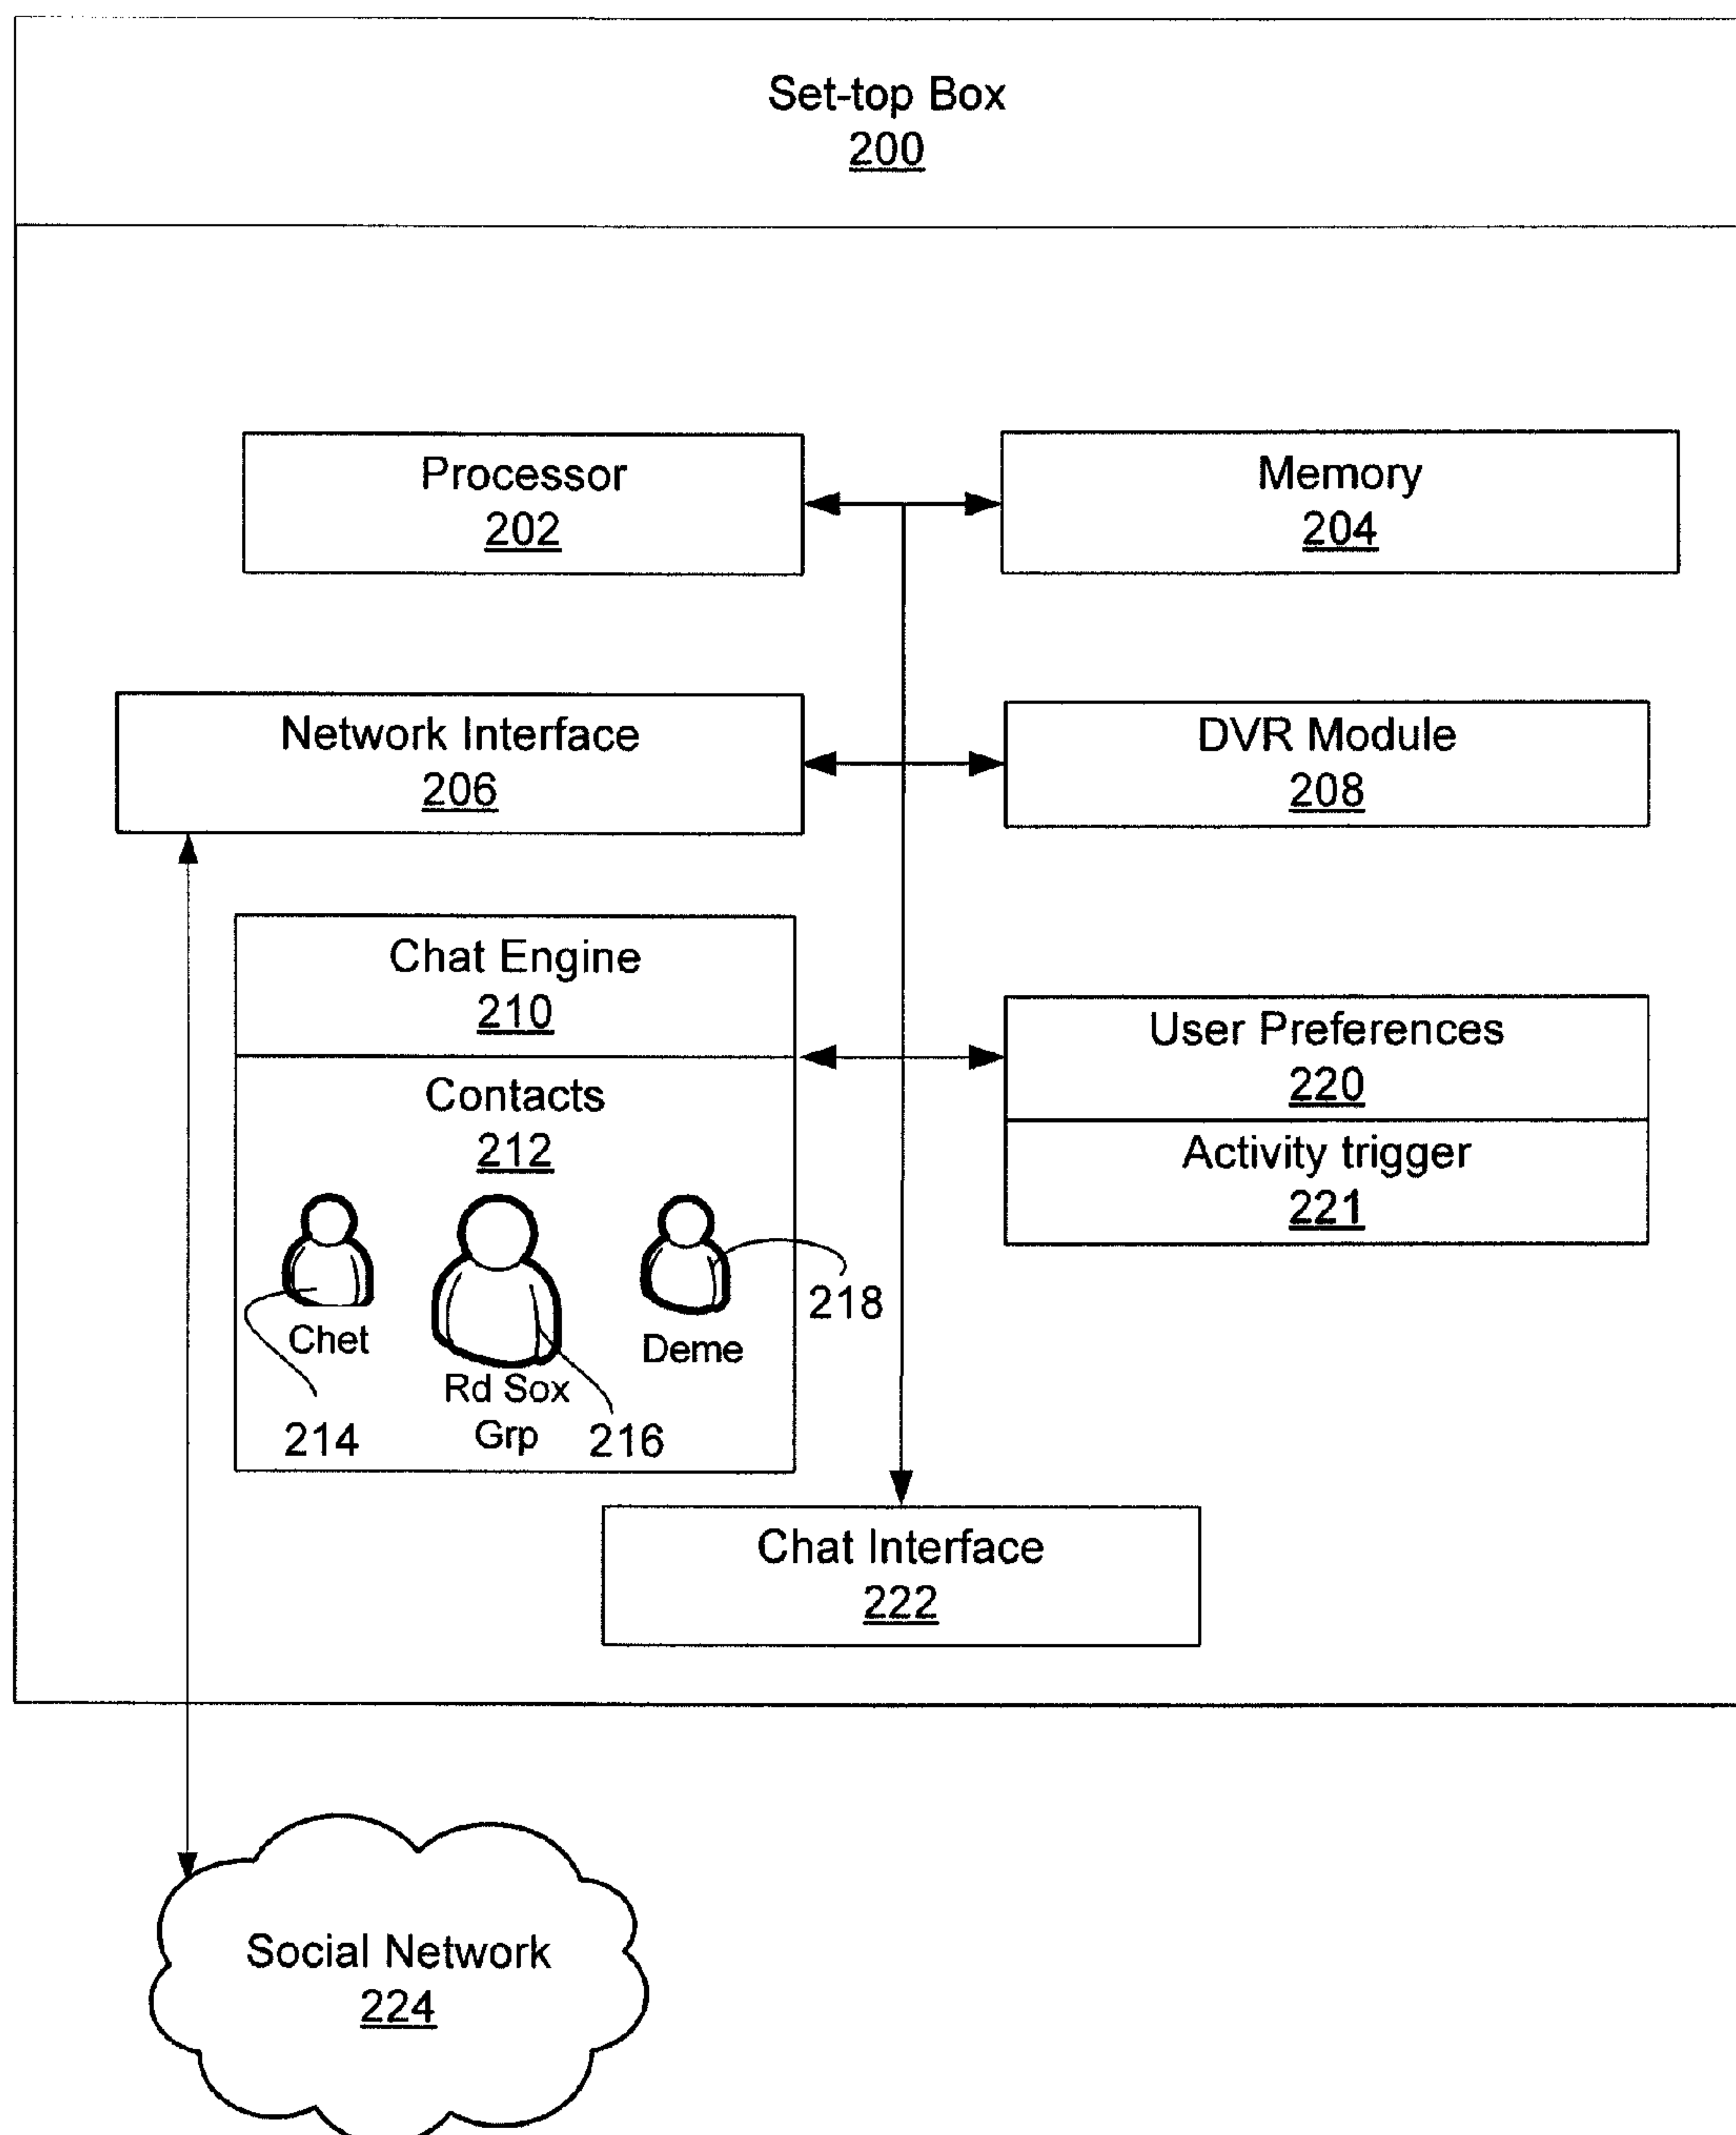 Set-top Box
200
Processor
202
Memory
204
Network Interface
206
DVR Module
208
Chat Engine
210
Contacts
212
Chet
214
Rd Sox
Grp
216
Deme
218
User Preferences
220
Activity trigger
221
Chat Interface
222
Social Network
224